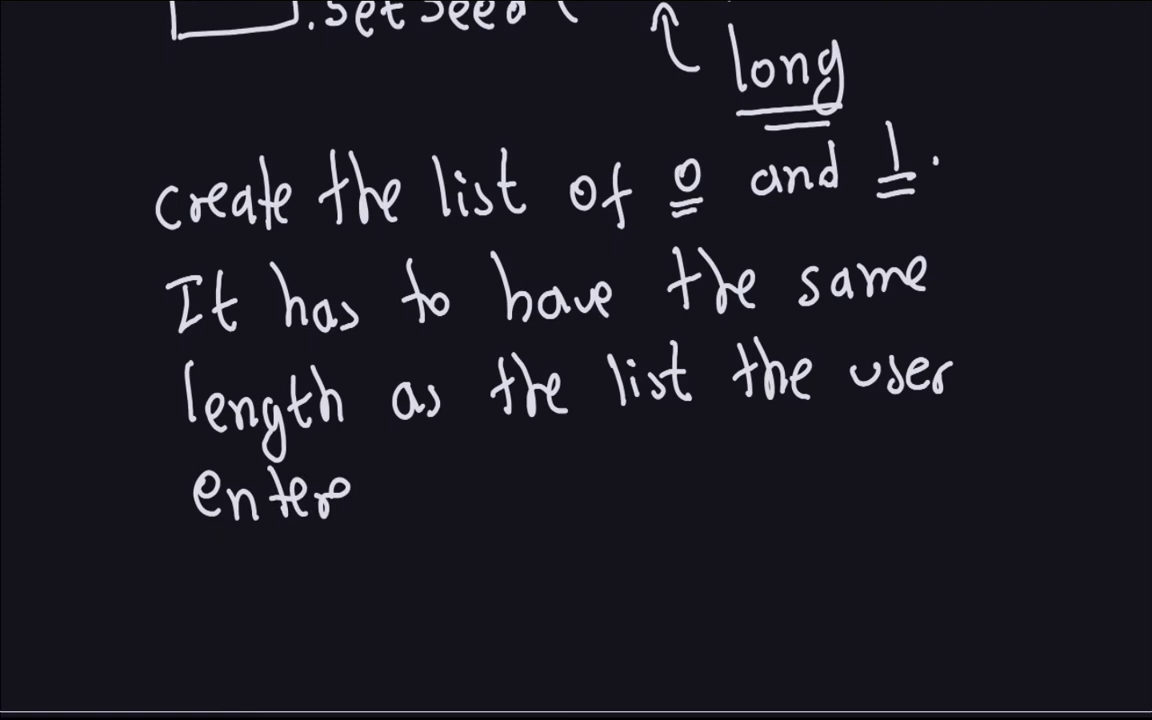 .setSeed (
long
create the list of 0 and 1.
It has to have the same
length as the list the user
entere